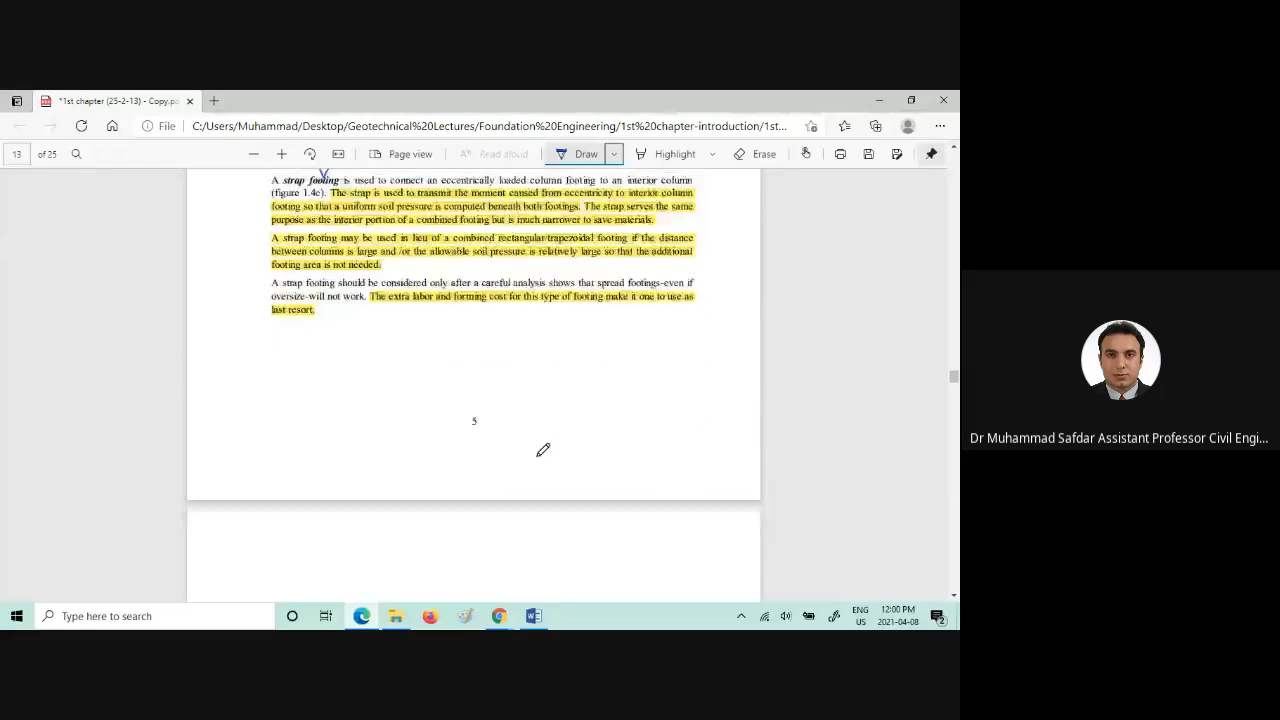 *1st chapter (25-2-13) - Copy.pd
File C:/Users/Muhammad/Desktop/Geotechnical%20Lectures/Foundation%20Engineering/1st%20chapter-introduction/1st...
13 of 25 Page view Read aloud Draw Highlight Erase
A strap footing is used to connect an eccentrically loaded column footing to an interior column
(figure 1.4c). The strap is used to transmit the moment caused from eccentricity to interior column
footing so that a uniform soil pressure is computed beneath both footings. The strap serves the same
purpose as the interior portion of a combined footing but is much narrower to save materials.
A strap footing may be used in lieu of a combined rectangular/trapezoidal footing if the distance
between columns is large and /or the allowable soil pressure is relatively large so that the additional
footing area is not needed.
A strap footing should be considered only after a careful analysis shows that spread footings-even if
oversize-will not work. The extra labor and forming cost for this type of footing make it one to use as
last resort.
5
Dr Muhammad Safdar Assistant Professor Civil Engi...
Type here to search
ENG
US
12:00 PM
2021-04-08
2